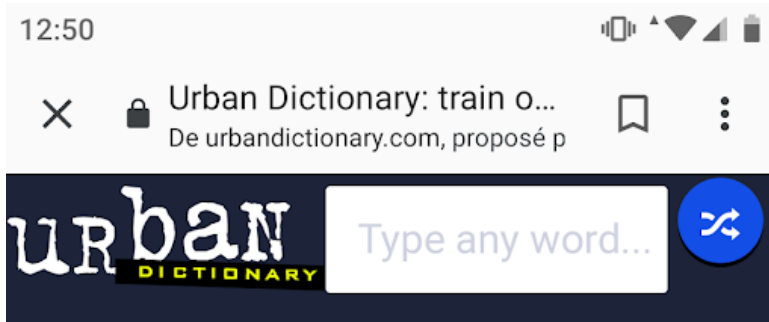 12:50
Urban Dictionary: train o...
De urbandictionary.com, proposé p
urban
DICTIONARY
Type any word...